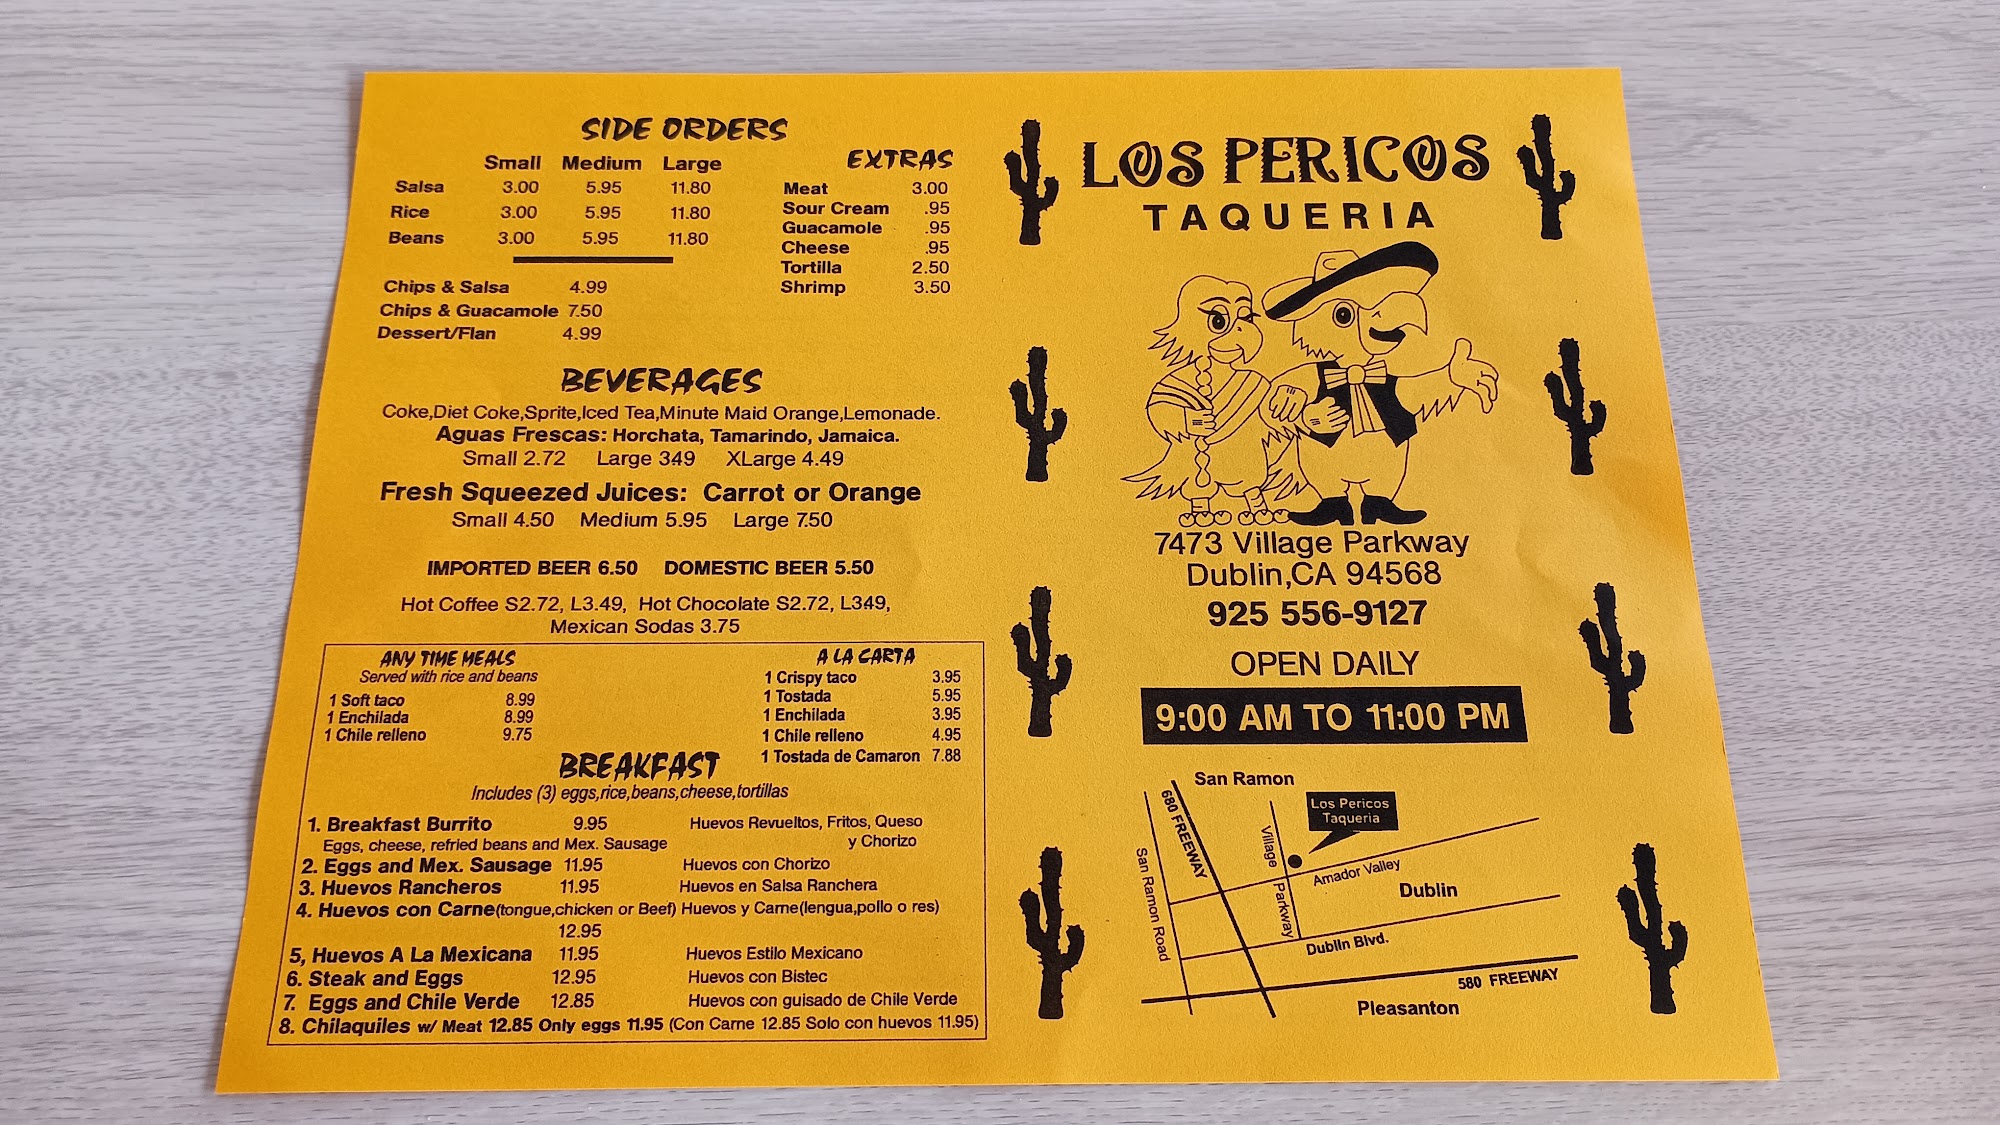 SIDE ORDERS
Small Medium Large
Salsa 3.00 5.95 11.80
Rice 3.00 5.95 11.80
Beans 3.00 5.95 11.80
Chips & Salsa 4.99
Chips & Guacamole 7.50
Dessert/Flan 4.99
EXTRAS
Meat 3.00
Sour Cream .95
Guacamole .95
Cheese .95
Tortilla 2.50
Shrimp 3.50
BEVERAGES
Coke,Diet Coke,Sprite,Iced Tea,Minute Maid Orange,Lemonade.
Aguas Frescas: Horchata, Tamarindo, Jamaica.
Small 2.72 Large 349 XLarge 4.49
Fresh Squeezed Juices: Carrot or Orange
Small 4.50 Medium 5.95 Large 7.50
IMPORTED BEER 6.50 DOMESTIC BEER 5.50
Hot Coffee S2.72, L3.49, Hot Chocolate S2.72, L349,
Mexican Sodas 3.75
ANY TIME MEALS
Served with rice and beans
1 Soft taco 8.99
1 Enchilada 8.99
1 Chile relleno 9.75
A LA CARTA
1 Crispy taco 3.95
1 Tostada 5.95
1 Enchilada 3.95
1 Chile relleno 4.95
1 Tostada de Camaron 7.88
BREAKFAST
Includes (3) eggs,rice,beans,cheese,tortillas
1. Breakfast Burrito 9.95 Huevos Revueltos, Fritos, Queso
Eggs, cheese, refried beans and Mex. Sausage y Chorizo
2. Eggs and Mex. Sausage 11.95 Huevos con Chorizo
3. Huevos Rancheros 11.95 Huevos en Salsa Ranchera
4. Huevos con Carne(tongue,chicken or Beef) Huevos y Carne(lengua,pollo o res)
12.95
5, Huevos A La Mexicana 11.95 Huevos Estilo Mexicano
6. Steak and Eggs 12.95 Huevos con Bistec
7. Eggs and Chile Verde 12.85 Huevos con guisado de Chile Verde
8. Chilaquiles w/ Meat 12.85 Only eggs 11.95 (Con Carne 12.85 Solo con huevos 11.95)
LOS PERICOS
TAQUERIA
7473 Village Parkway
Dublin,CA 94568
925 556-9127
OPEN DAILY
9:00 AM TO 11:00 PM
San Ramon
680 FREEWAY
Los Pericos
Taqueria
Village Parkway
San Ramon Road
Amador Valley
Dublin
Dublin Blvd.
580 FREEWAY
Pleasanton